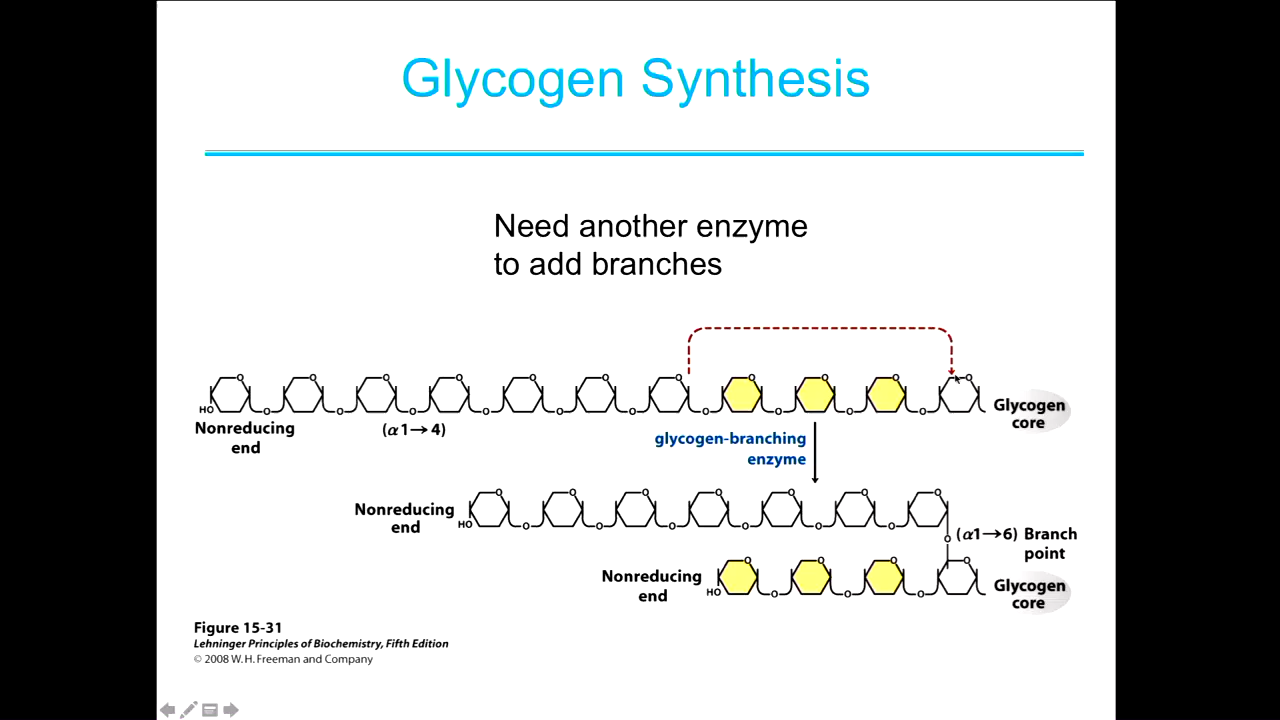 Glycogen Synthesis
Need another enzyme
to add branches
O O O O O O O O O O O
HO O O O O O O O O O O
Nonreducing
end
(α1→4)
Glycogen
core
glycogen-branching
enzyme
Nonreducing
end
O O O O O O O
HO O O O O O O
O
(α1→6) Branch
point
Nonreducing
end
O O O O
HO O O O
Glycogen
core
Figure 15-31
Lehninger Principles of Biochemistry, Fifth Edition
© 2008 W. H. Freeman and Company